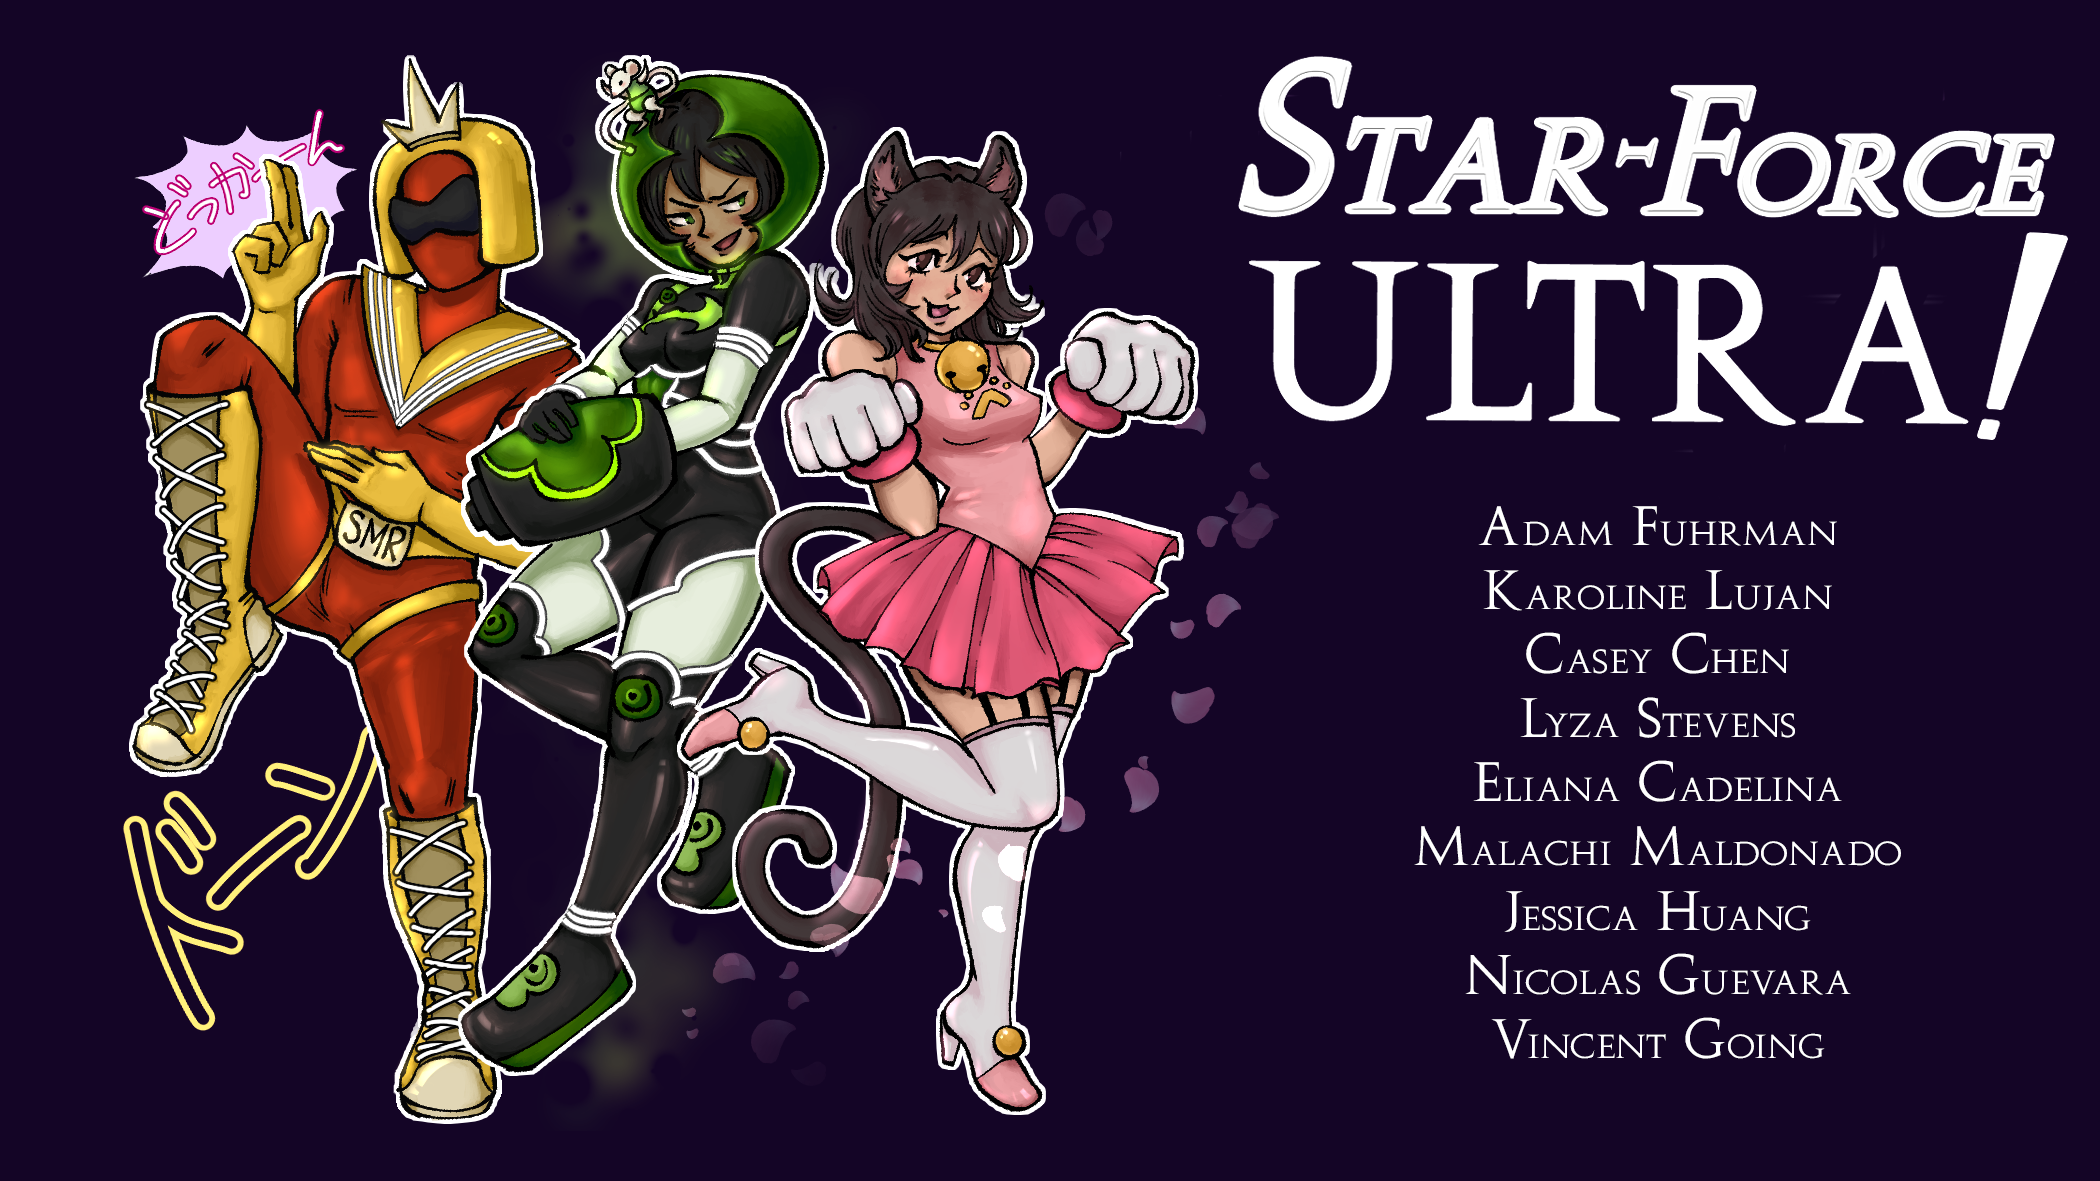 どっかーん
SMR
ドーン
STAR-FORCE
ULTRA!
ADAM FUHRMAN
KAROLINE LUJAN
CASEY CHEN
LYZA STEVENS
ELIANA CADELINA
MALACHI MALDONADO
JESSICA HUANG
NICOLAS GUEVARA
VINCENT GOING